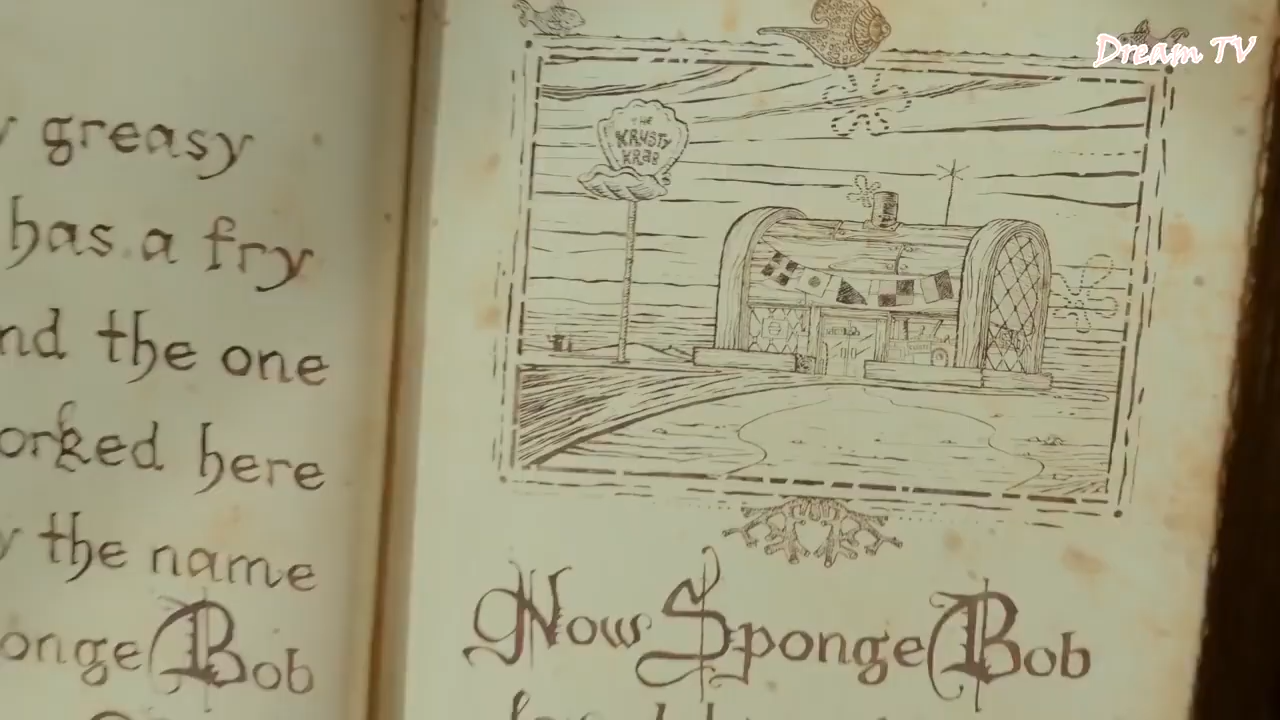 greasy
has a fry
nd the one
orked here
y the name
onge Bob
THE
KRUSTY
KRAB
Now SpongeBob
Dream TV